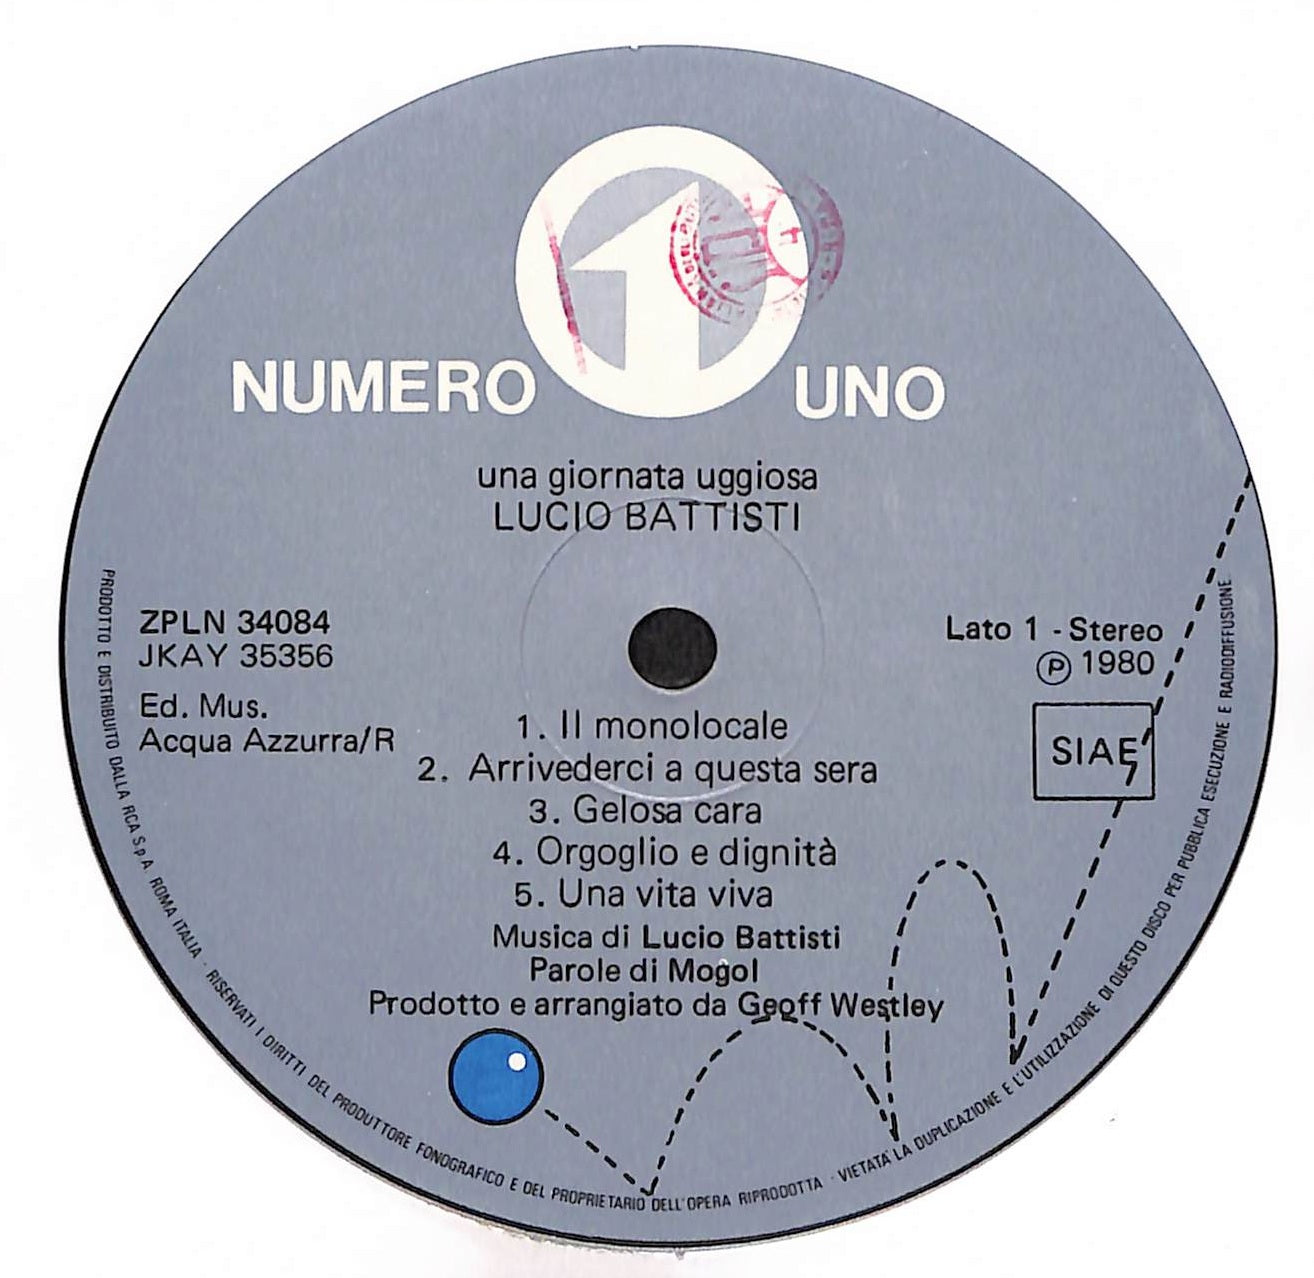 NUMERO 1 UNO
una giornata uggiosa
LUCIO BATTISTI
ZPLN 34084
JKAY 35356
Ed. Mus.
Acqua Azzurra/R
Lato 1 - Stereo
℗ 1980
SIAE
1. Il monolocale
2. Arrivederci a questa sera
3. Gelosa cara
4. Orgoglio e dignità
5. Una vita viva
Musica di Lucio Battisti
Parole di Mogol
Prodotto e arrangiato da Geoff Westley
PRODOTTO E DISTRIBUITO DALLA RCA S.p.A. ROMA ITALIA - RISERVATI I DIRITTI DEL PRODUTTORE FONOGRAFICO E DEL PROPRIETARIO DELL'OPERA RIPRODOTTA - VIETATA LA DUPLICAZIONE E L'UTILIZZAZIONE DI QUESTO DISCO PER PUBBLICA ESECUZIONE E RADIODIFFUSIONE